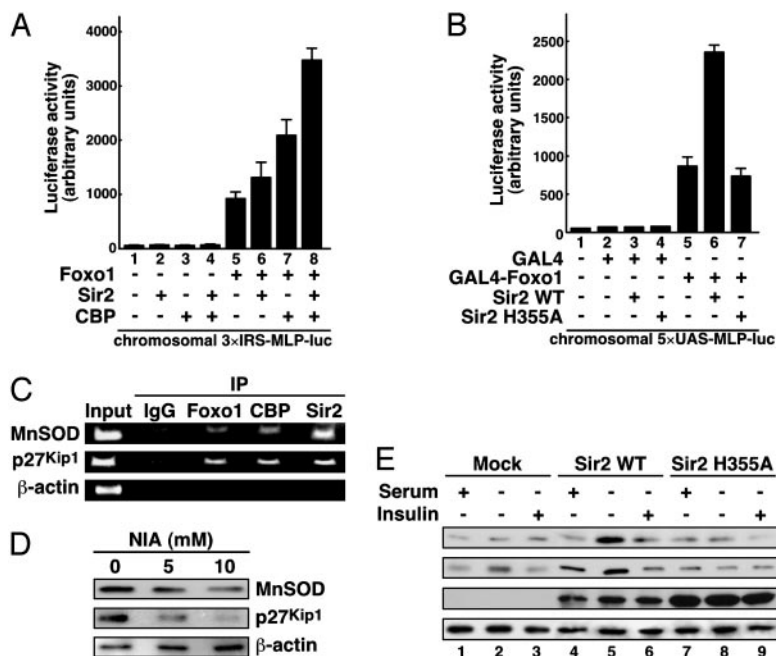 A
Luciferase activity
(arbitrary units)
4000
3000
2000
1000
0
1 2 3 4 5 6 7 8
Foxo1 - - - - + + + +
Sir2 - + - + - + - +
CBP - - + + - - + +
chromosomal 3×IRS-MLP-luc
B
Luciferase activity
(arbitrary units)
2500
2000
1500
1000
500
0
1 2 3 4 5 6 7
GAL4 - + + + - - -
GAL4-Foxo1 - - - - + + +
Sir2 WT - - + - - + -
Sir2 H355A - - - + - - +
chromosomal 5×UAS-MLP-luc
C
IP
Input IgG Foxo1 CBP Sir2
MnSOD
p27Kip1
β-actin
D
NIA (mM)
0 5 10
MnSOD
p27Kip1
β-actin
E
Mock Sir2 WT Sir2 H355A
Serum + - - + - - + - -
Insulin - - + - - + - - +
1 2 3 4 5 6 7 8 9